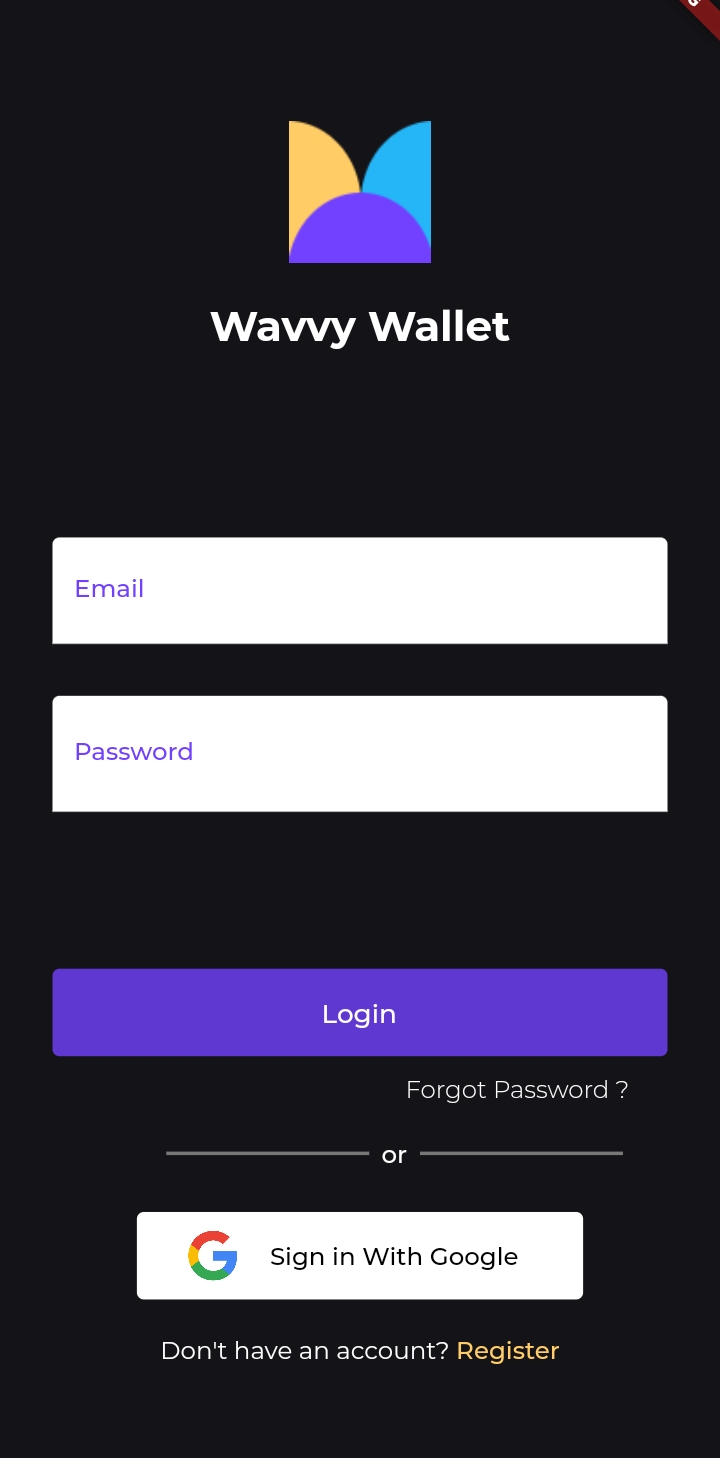 Wavvy Wallet
Email
Password
Login
Forgot Password ?
or
Sign in With Google
Don't have an account? Register